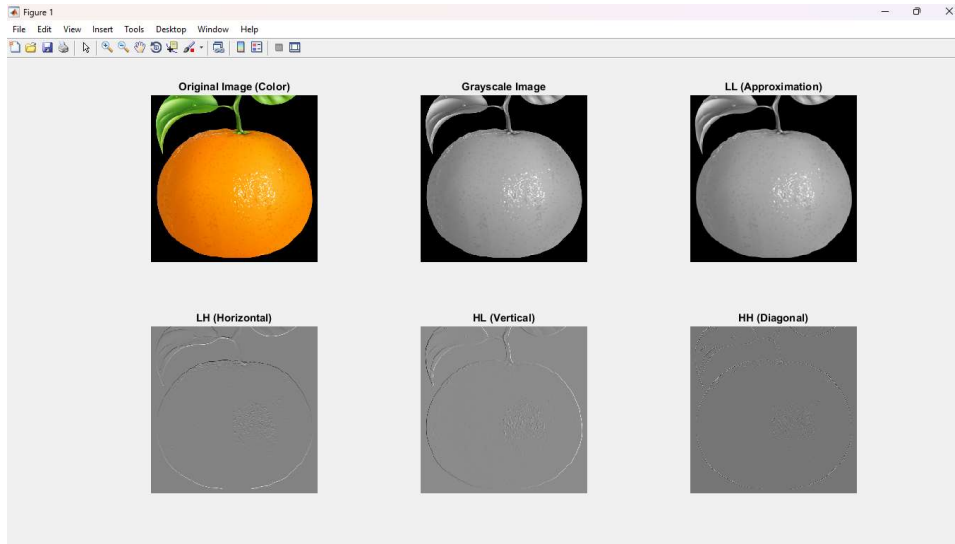 Figure 1
File Edit View Insert Tools Desktop Window Help
Original Image (Color)
Grayscale Image
LL (Approximation)
LH (Horizontal)
HL (Vertical)
HH (Diagonal)